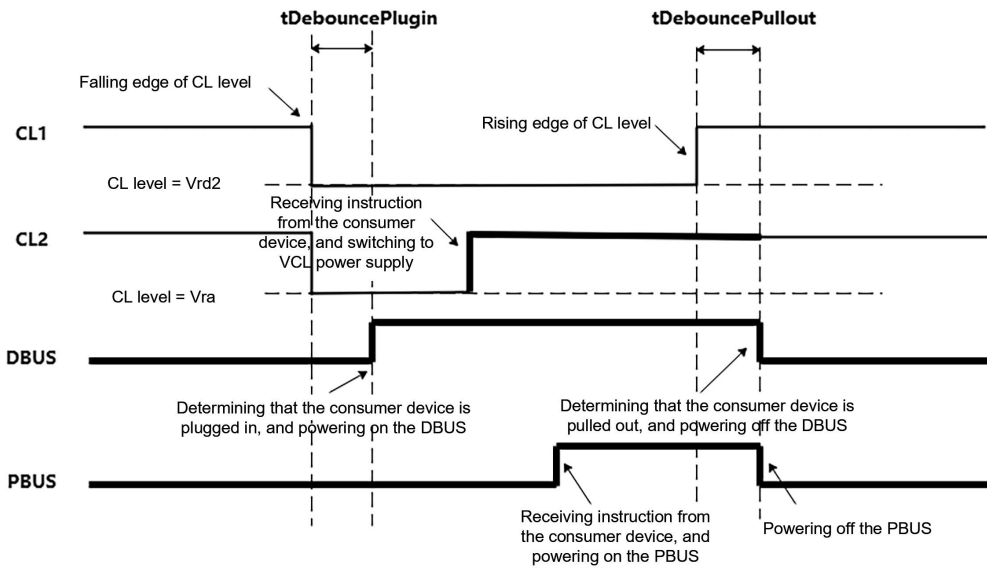 tDebouncePlugin
tDebouncePullout
Falling edge of CL level
CL1
Rising edge of CL level
CL level = Vrd2
Receiving instruction
from the consumer
device, and switching to
VCL power supply
CL2
CL level = Vra
DBUS
Determining that the consumer device is
plugged in, and powering on the DBUS
Determining that the consumer device is
pulled out, and powering off the DBUS
PBUS
Receiving instruction from
the consumer device, and
powering on the PBUS
Powering off the PBUS